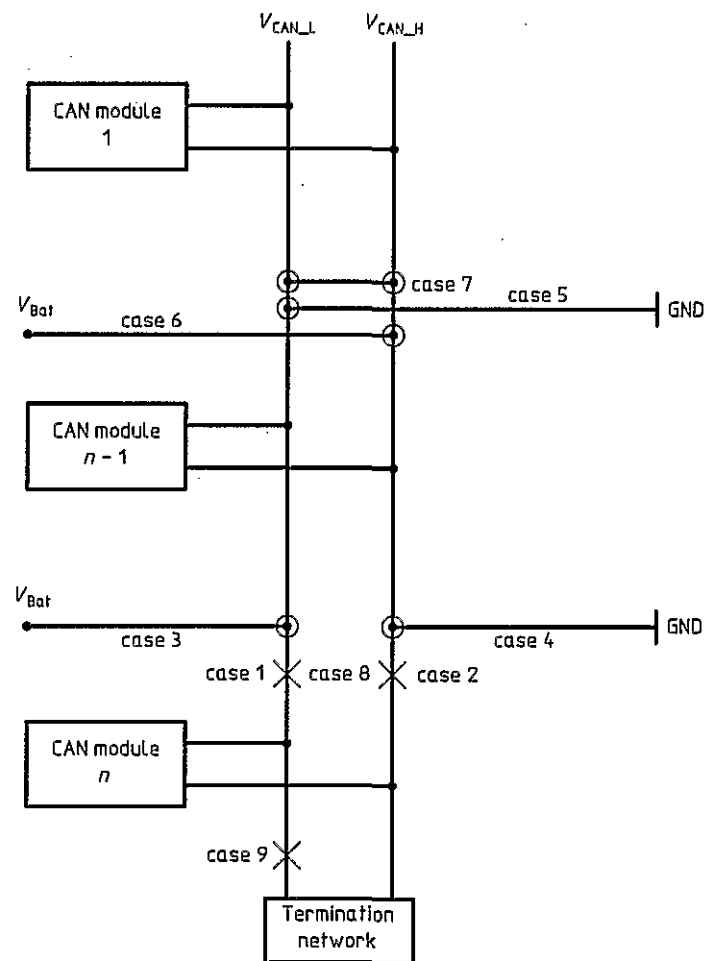 V_CAN_L V_CAN_H
CAN module
1
case 7
case 5
GND
V_Bat
case 6
CAN module
n - 1
V_Bat
case 3
GND
case 4
case 1 case 8 case 2
CAN module
n
case 9
Termination
network